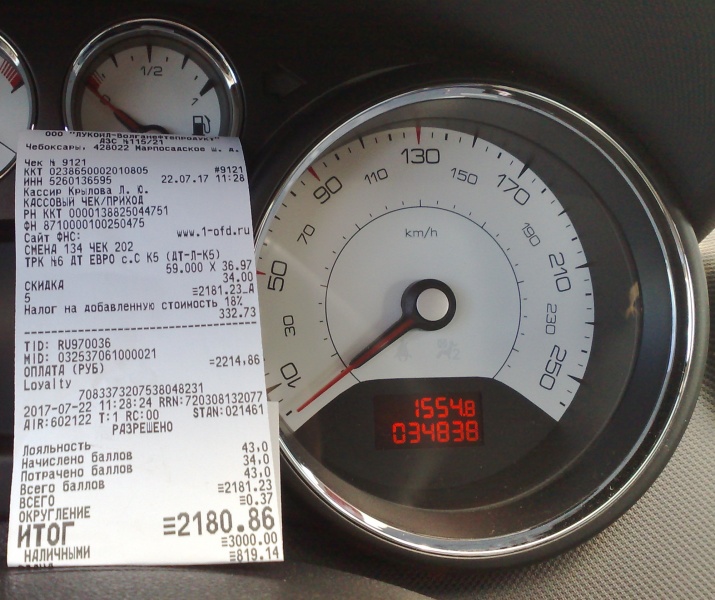 ООО "ЛУКОЙЛ-Волганефтепродукт"
АЗС №115/21
Чебоксары, 428022 Марпосадское ш. д.
Чек № 9121
ККТ 0238650002010805 #9121
ИНН 5260136595 22.07.17 11:28
Кассир Крылова Л. Ю.
КАССОВЫЙ ЧЕК/ПРИХОД
РН ККТ 0000138825044751
ФН 8710000100250475
Сайт ФНС: www.1-ofd.ru
СМЕНА 134 ЧЕК 202
ТРК №6 ДТ ЕВРО с.С К5 (ДТ-Л-К5)
59.000 X 36.97
СКИДКА 34.00
5 =2181.23_А
Налог на добавленную стоимость 18%
332.73
TID: RU970036
MID: 032537061000021
ОПЛАТА (РУБ) =2214.86
Loyalty
7083373207538048231
2017-07-22 11:28:24 RRN:720308132077
AIR:602122 T:1 RC:00 STAN:021461
РАЗРЕШЕНО
Лояльность
Начислено баллов 43.0
Потрачено баллов 34.0
Всего баллов 43.0
ВСЕГО ≡2181.23
ОКРУГЛЕНИЕ ≡0.37
ИТОГ ≡2180.86
НАЛИЧНЫМИ ≡3000.00
≡819.14
1/2
1
10
30
50
70
90
110
130
150
170
190
210
230
250
km/h
1554.8
034838